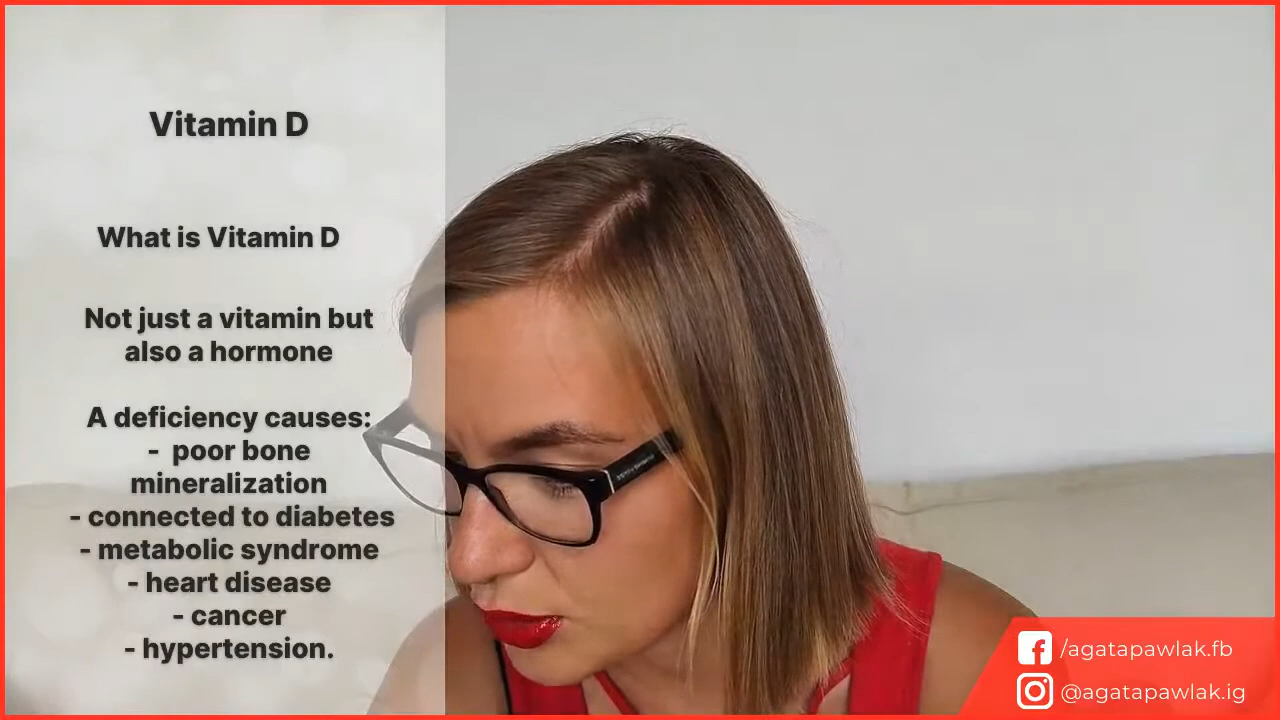 Vitamin D
What is Vitamin D
Not just a vitamin but
also a hormone
A deficiency causes:
- poor bone
mineralization
- connected to diabetes
- metabolic syndrome
- heart disease
- cancer
- hypertension.
/agatapawlak.fb
@agatapawlak.ig